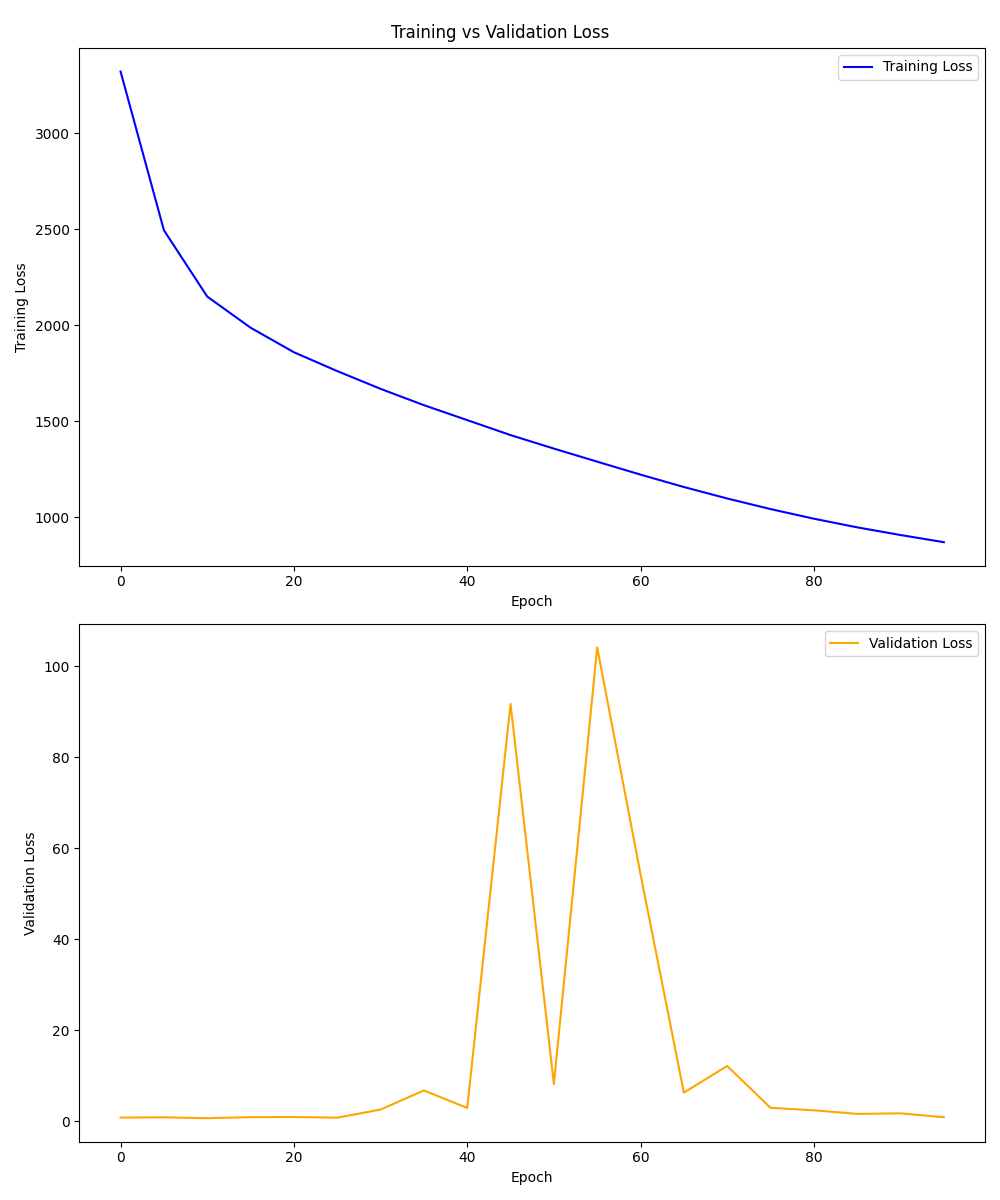 Training vs Validation Loss
Training Loss
3000
2500
2000
1500
1000
Training Loss
0 20 40 60 80
Epoch
Validation Loss
100
80
60
40
20
0
Validation Loss
0 20 40 60 80
Epoch